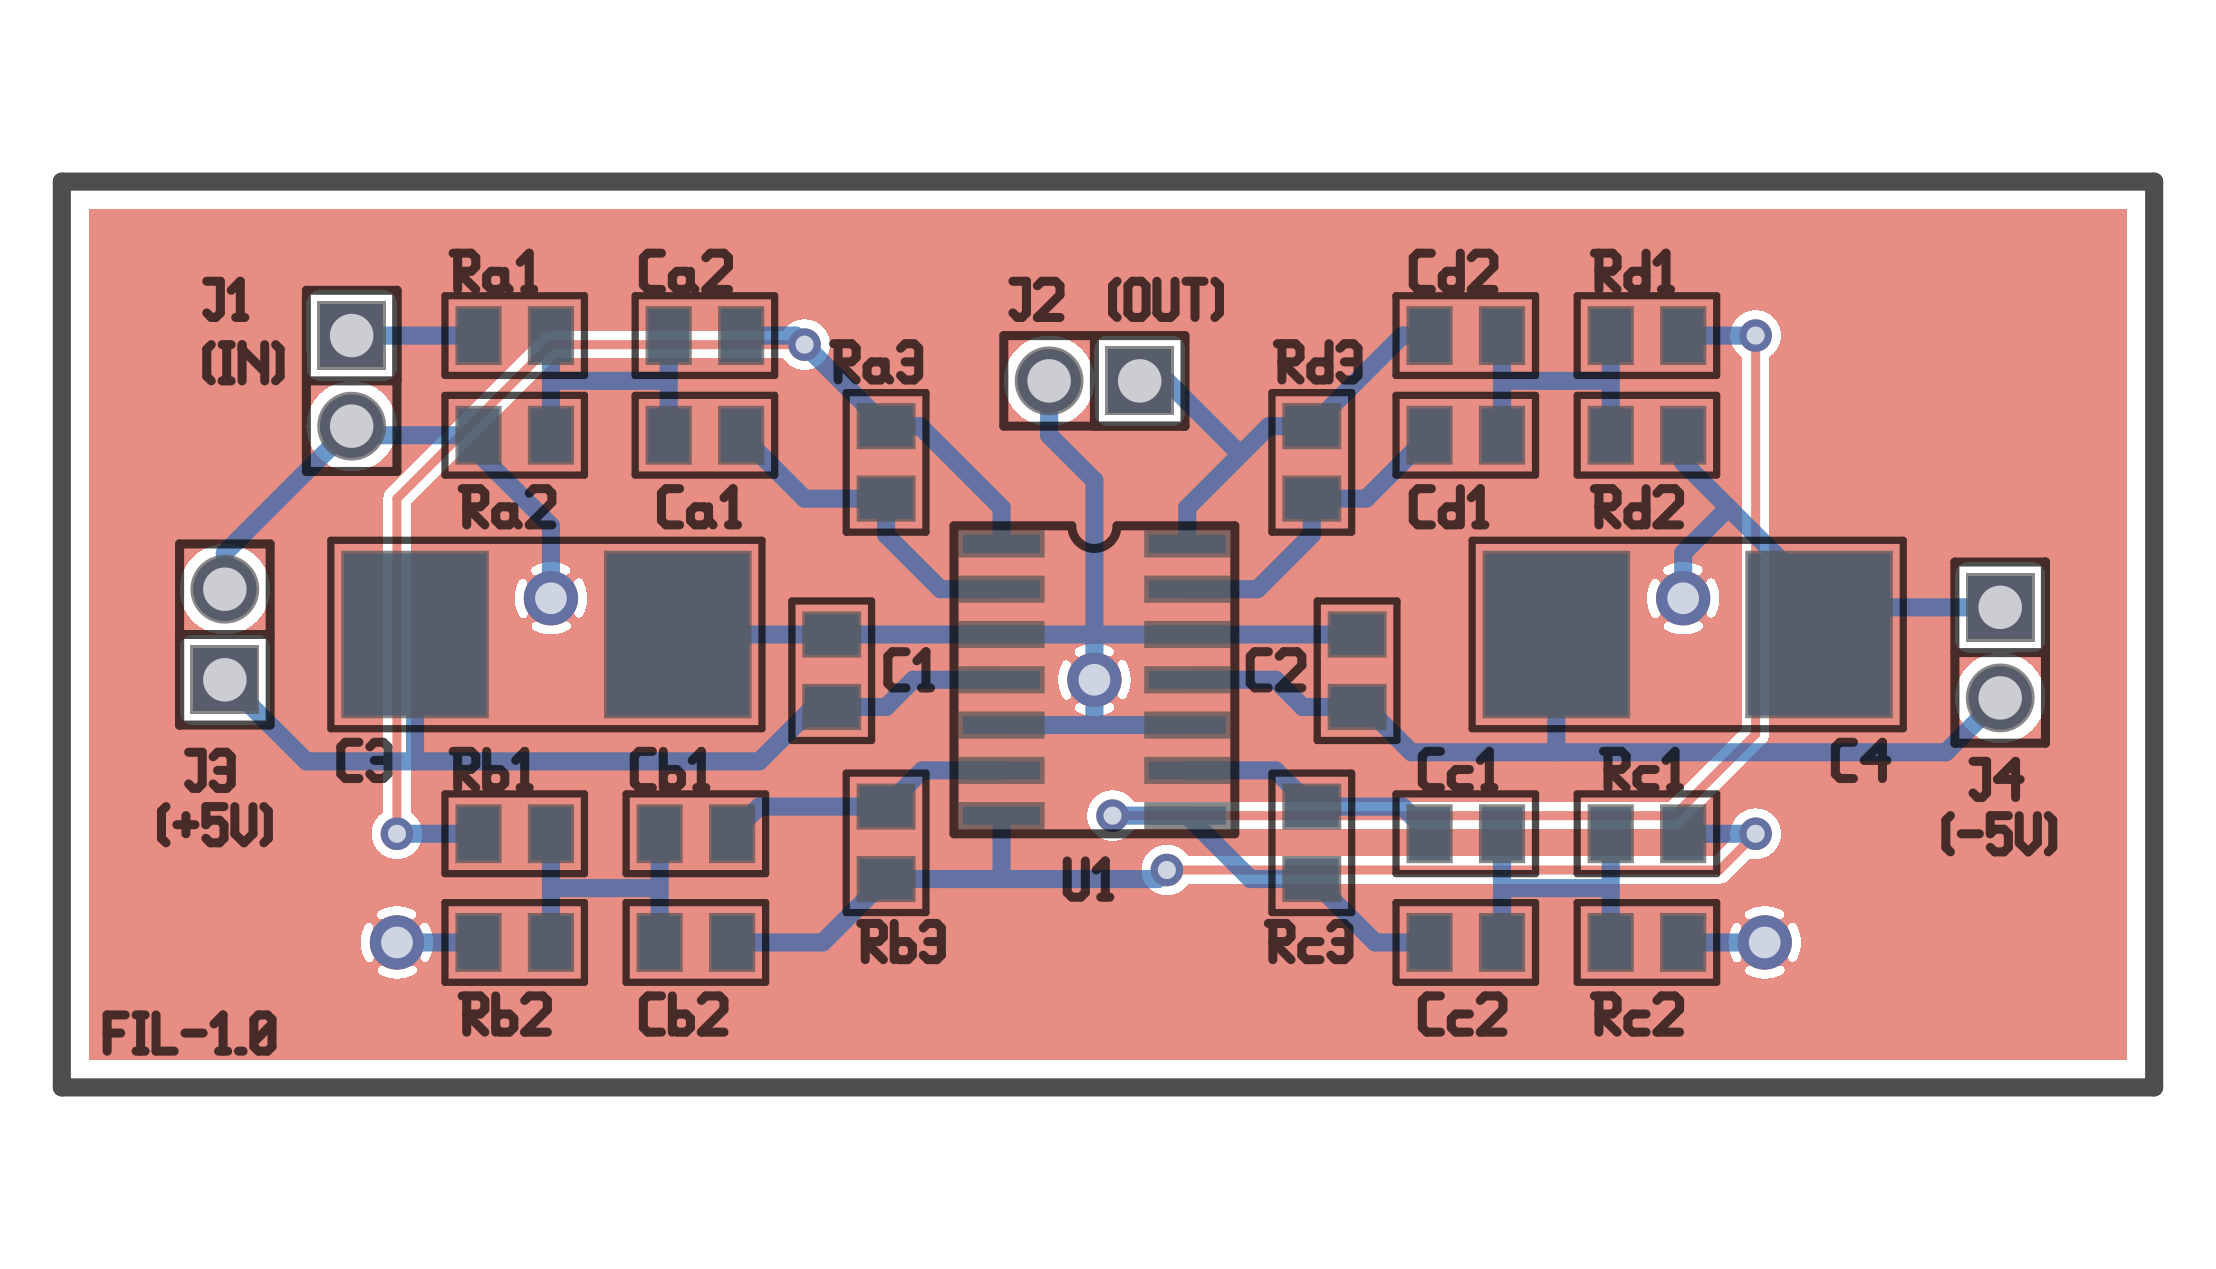 Ra1
Ca2
Cd2
Rd1
J1
(IN)
J2 (OUT)
Ra3
Rd3
Ra2
Ca1
Cd1
Rd2
C1
C2
C3
Rb1
Cb1
Cc1
Rc1
C4
J3
(+5V)
J4
(-5V)
U1
Rb3
Rc3
Rb2
Cb2
Cc2
Rc2
FIL-1.0